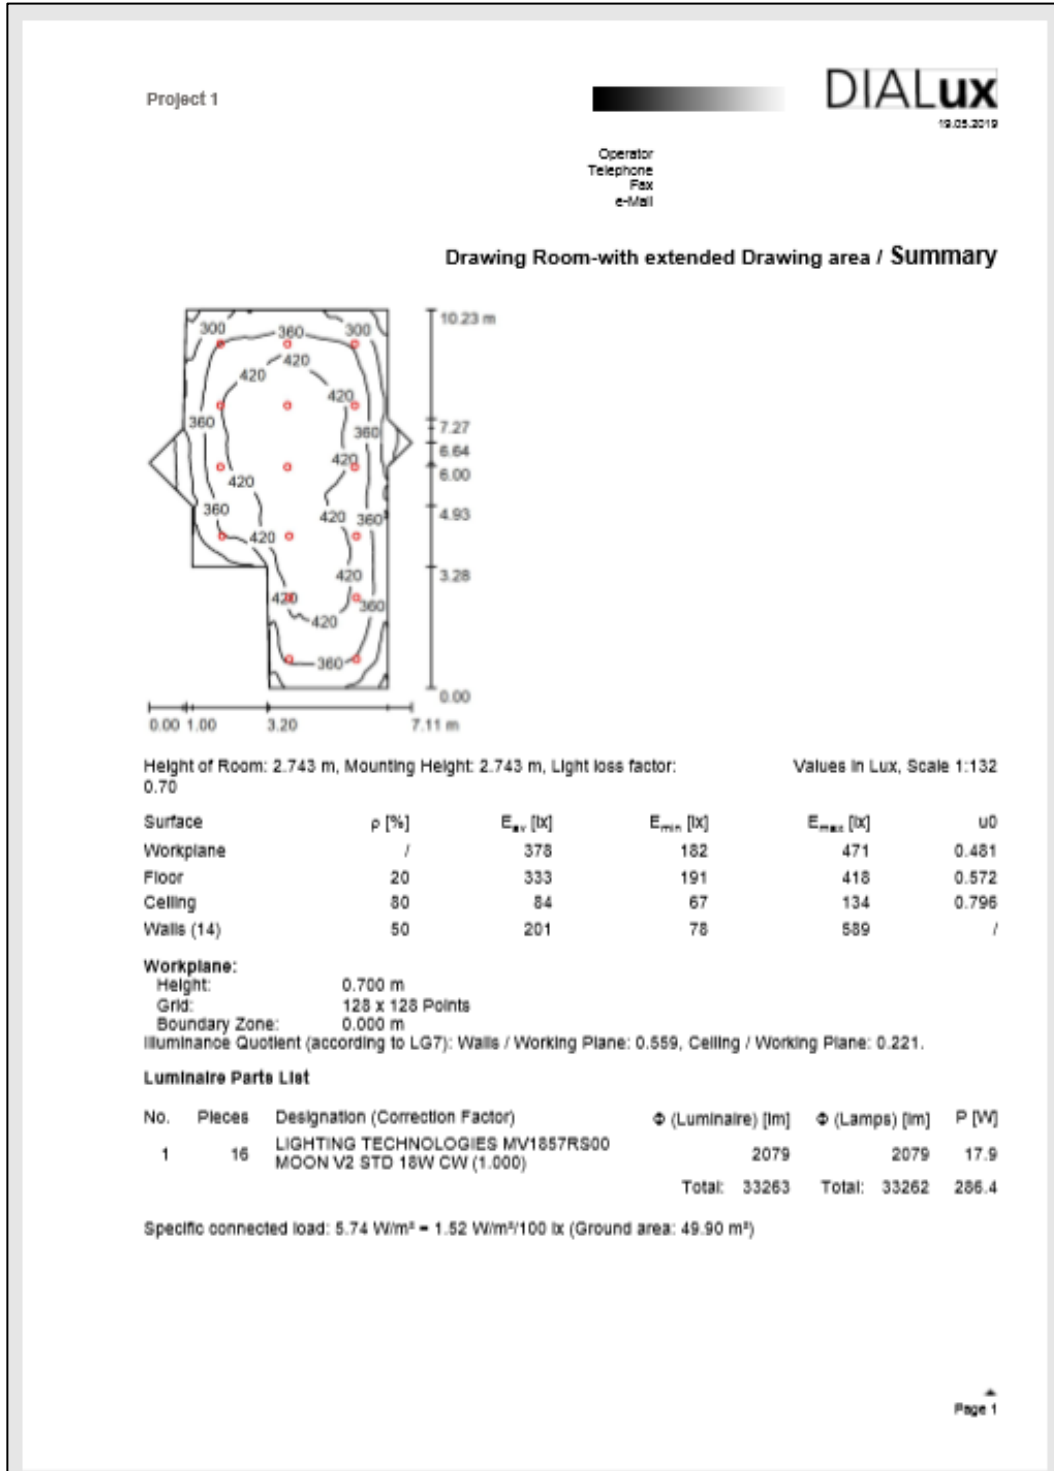 Project 1
DIALux
19.05.2019
Operator
Telephone
Fax
e-Mail
Drawing Room-with extended Drawing area / Summary
10.23 m
300 360 300
420
420
420
7.27
360 360
6.64
420
6.00
420
4.93
360 420 360
420
3.28
420
420 360
420
360
0.00
0.00 1.00 3.20 7.11 m
Height of Room: 2.743 m, Mounting Height: 2.743 m, Light loss factor: Values in Lux, Scale 1:132
0.70
Surface ρ [%] Eav [lx] Emin [lx] Emax [lx] u0
Workplane / 378 182 471 0.481
Floor 20 333 191 418 0.572
Ceiling 80 84 67 134 0.796
Walls (14) 50 201 78 589 /
Workplane:
Height: 0.700 m
Grid: 128 x 128 Points
Boundary Zone: 0.000 m
Illuminance Quotient (according to LG7): Walls / Working Plane: 0.559, Ceiling / Working Plane: 0.221.
Luminaire Parts List
No. Pieces Designation (Correction Factor) Φ (Luminaire) [lm] Φ (Lamps) [lm] P [W]
1 16 LIGHTING TECHNOLOGIES MV1857RS00
MOON V2 STD 18W CW (1.000) 2079 2079 17.9
Total: 33263 Total: 33262 286.4
Specific connected load: 5.74 W/m² = 1.52 W/m²/100 lx (Ground area: 49.90 m²)
Page 1